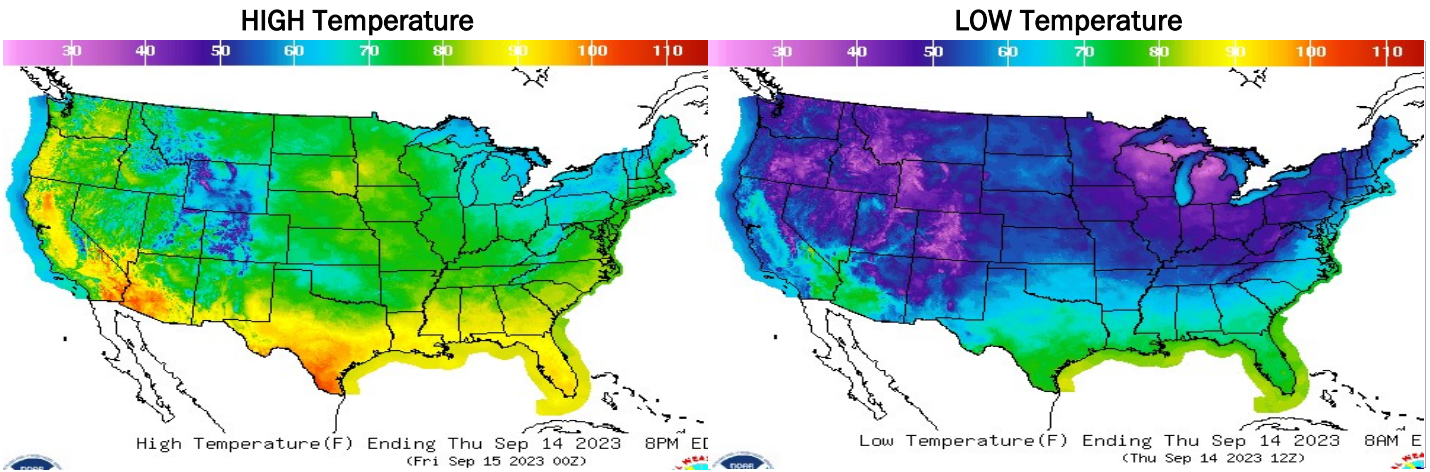 HIGH Temperature
LOW Temperature
30 40 50 60 70 80 90 100 110
30 40 50 60 70 80 90 100 110
High Temperature(F) Ending Thu Sep 14 2023 8PM ED
(Fri Sep 15 2023 00Z)
Low Temperature(F) Ending Thu Sep 14 2023 8AM E
(Thu Sep 14 2023 12Z)